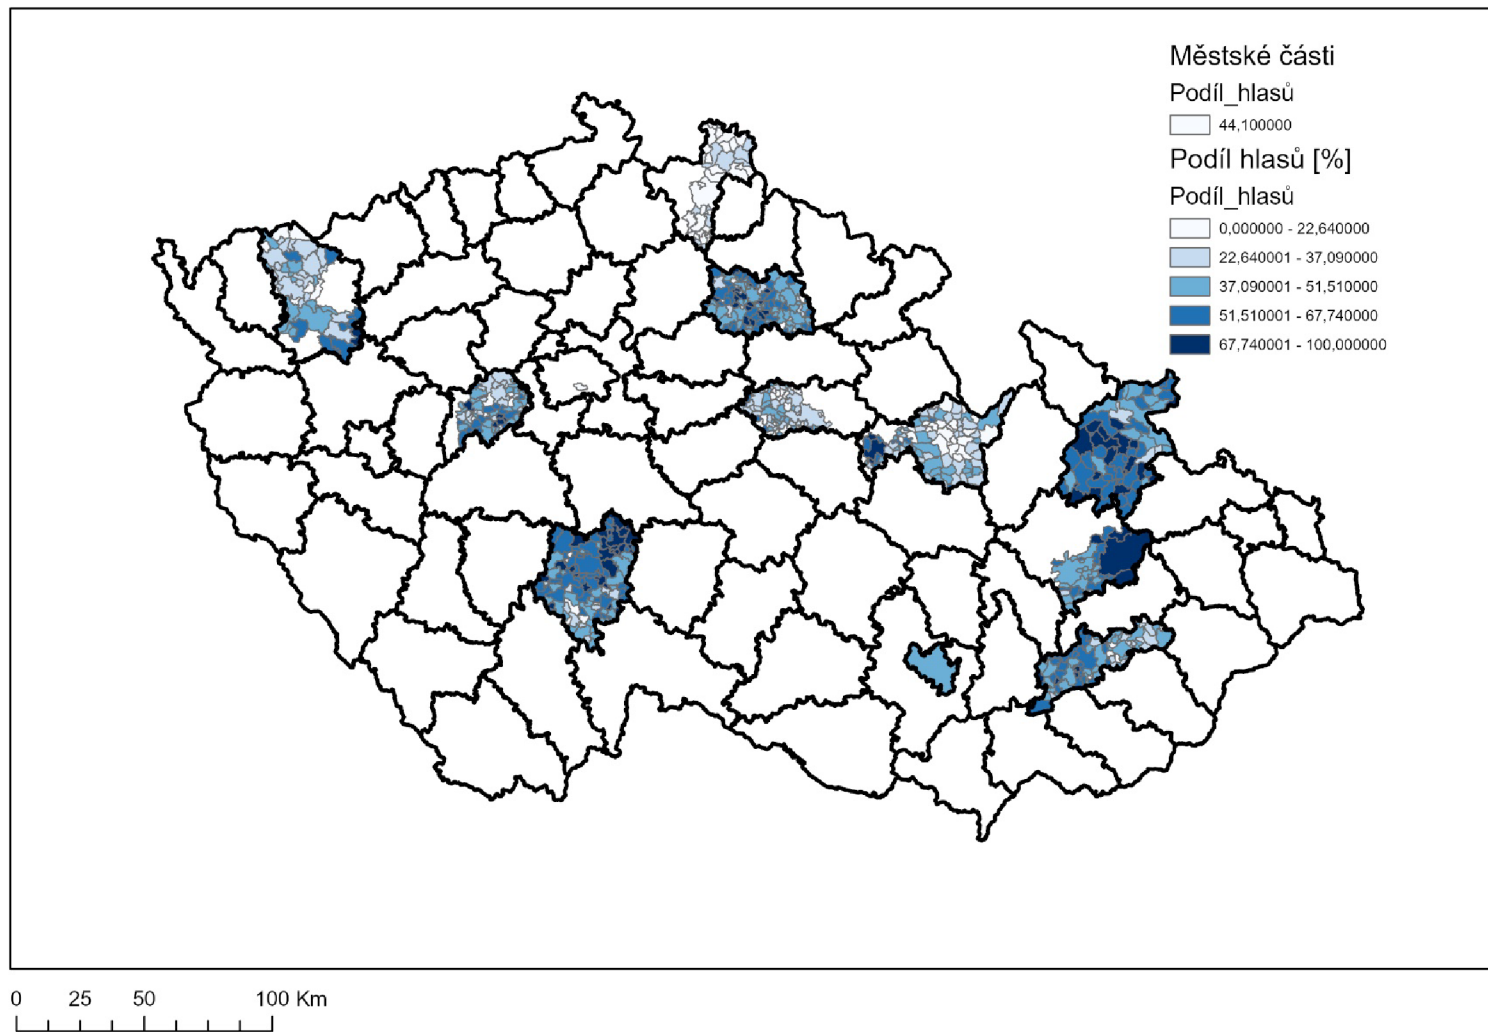 Městské části
Podíl_hlasů
44,100000
Podíl hlasů [%]
Podíl_hlasů
0,000000 - 22,640000
22,640001 - 37,090000
37,090001 - 51,510000
51,510001 - 67,740000
67,740001 - 100,000000
0 25 50 100 Km